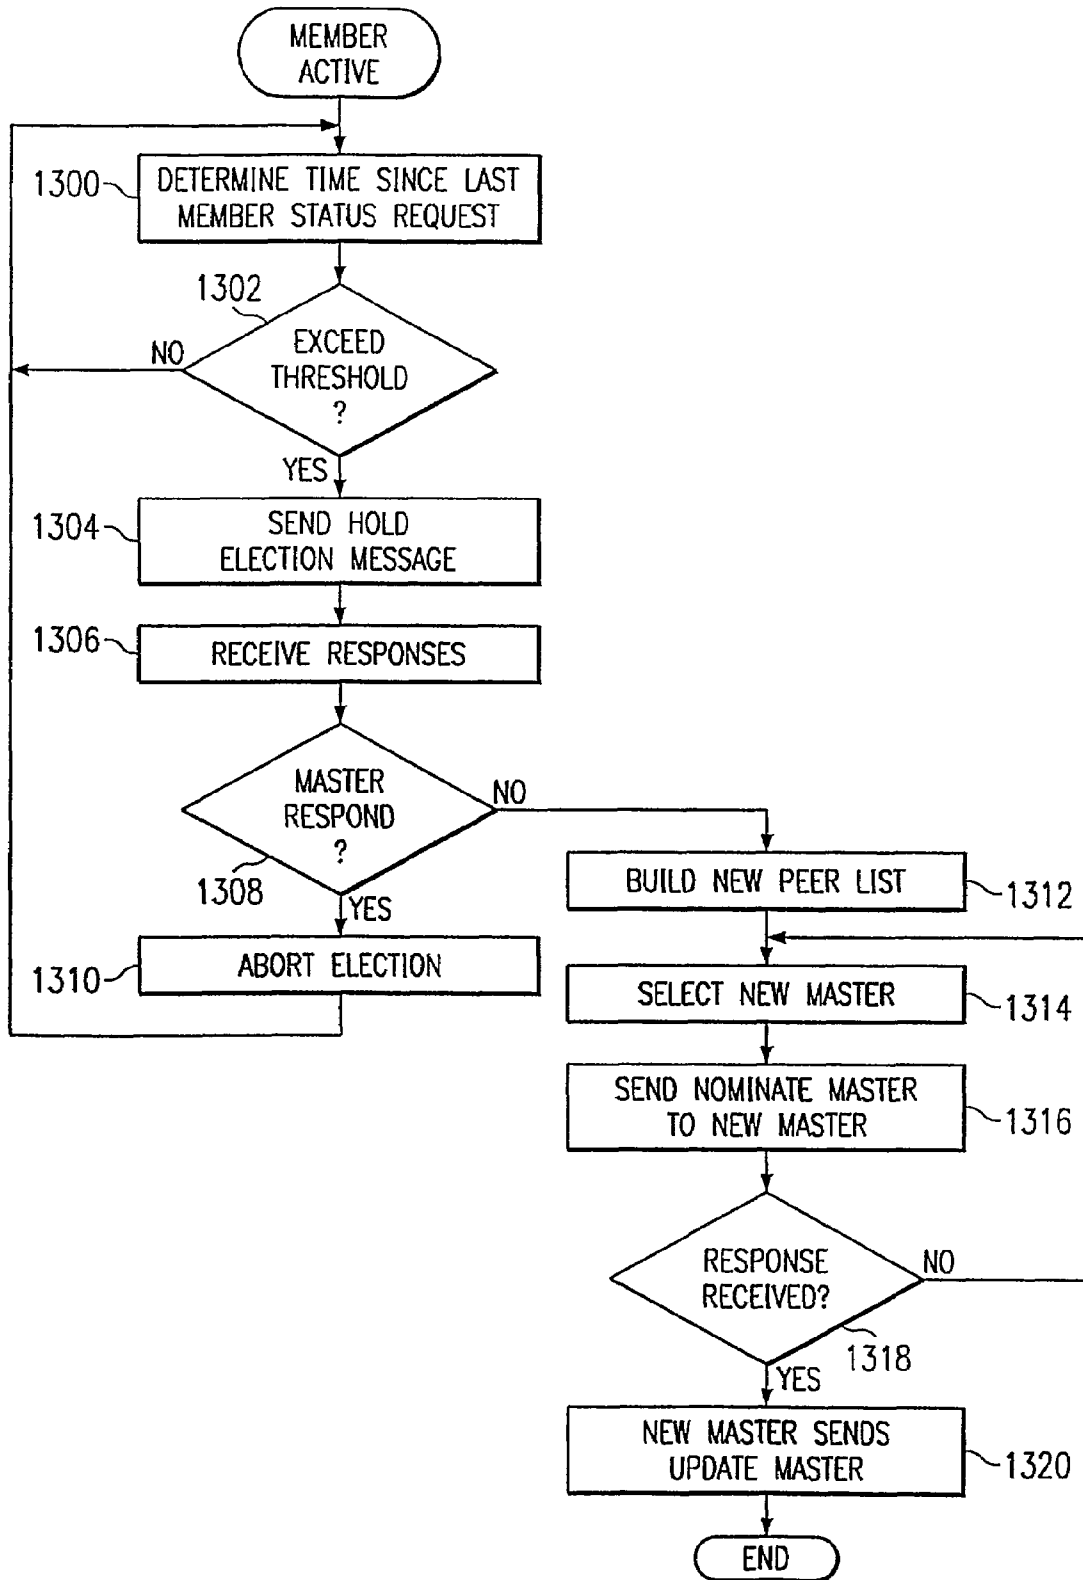 MEMBER
ACTIVE
1300
DETERMINE TIME SINCE LAST
MEMBER STATUS REQUEST
1302
EXCEED
THRESHOLD
?
NO
YES
1304
SEND HOLD
ELECTION MESSAGE
1306
RECEIVE RESPONSES
MASTER
RESPOND
?
NO
1308
YES
1310
ABORT ELECTION
BUILD NEW PEER LIST
1312
SELECT NEW MASTER
1314
SEND NOMINATE MASTER
TO NEW MASTER
1316
RESPONSE
RECEIVED?
NO
1318
YES
NEW MASTER SENDS
UPDATE MASTER
1320
END